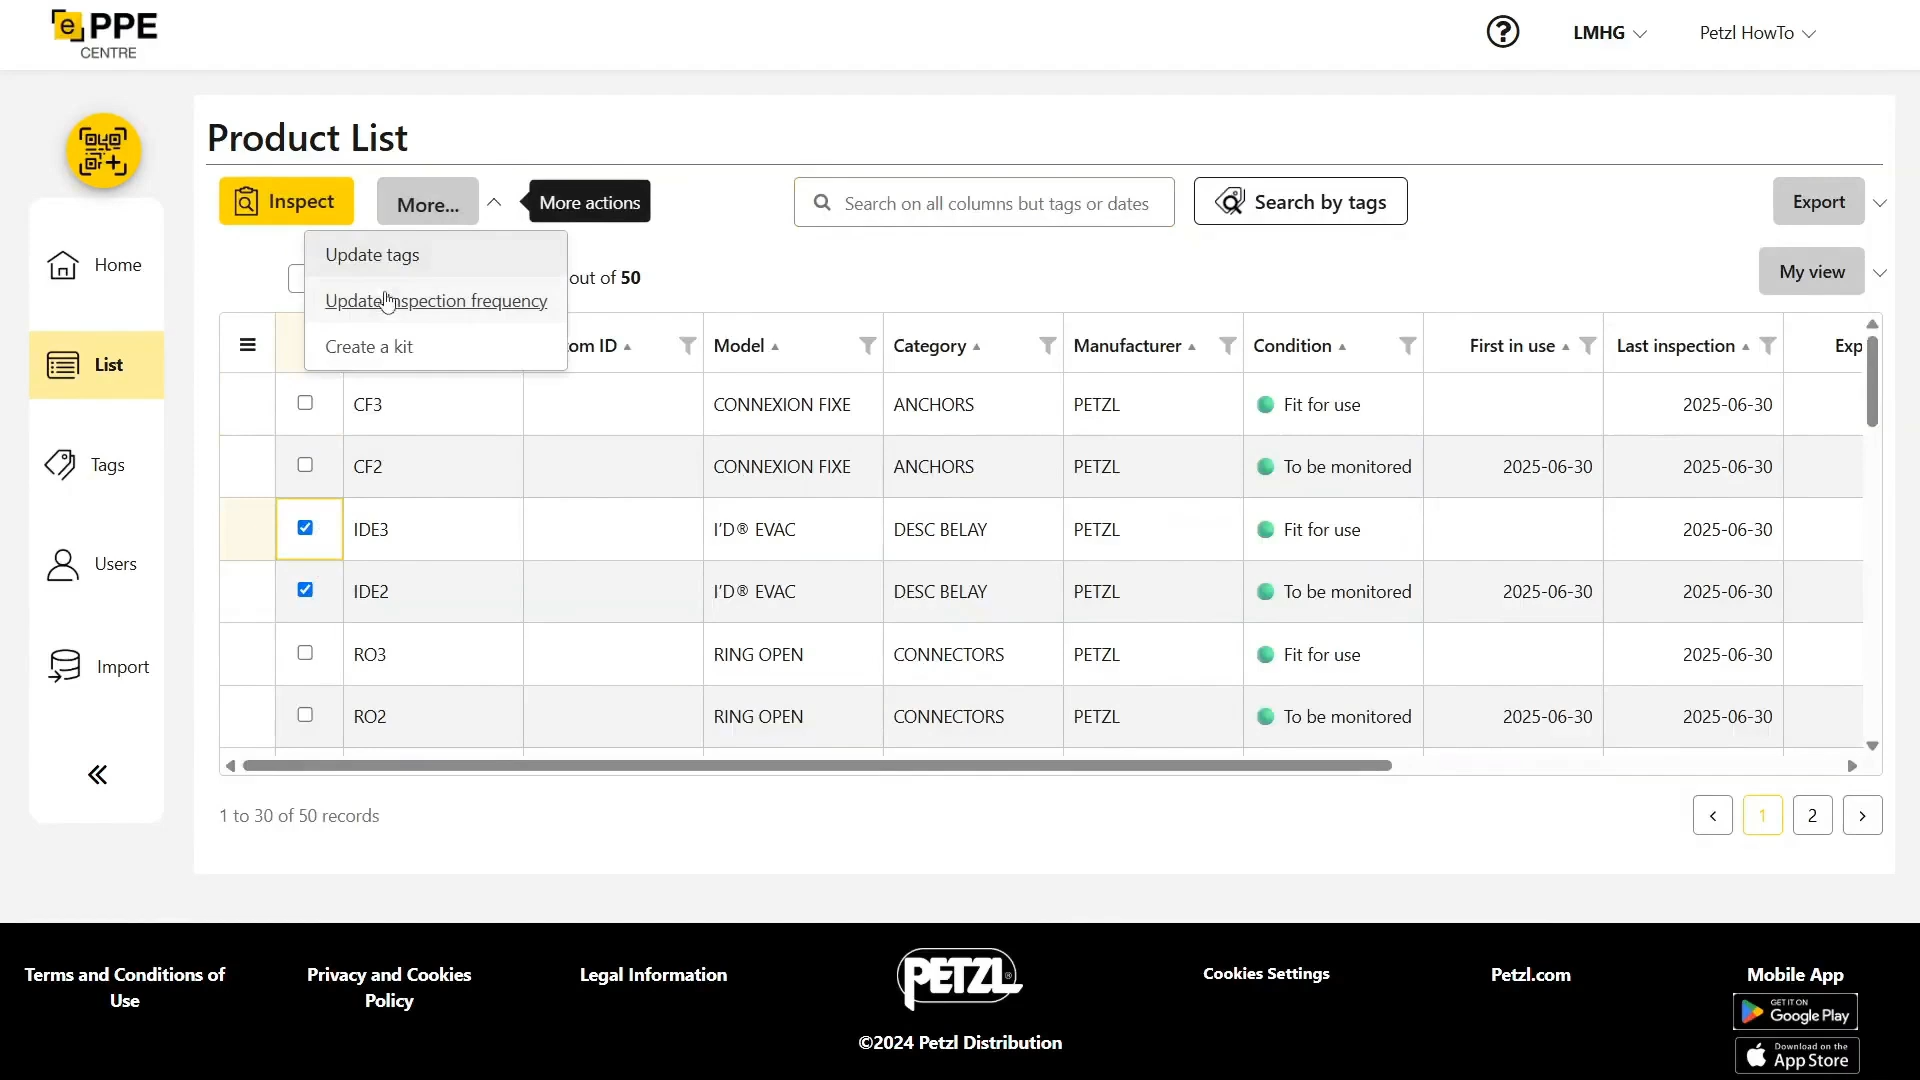 e PPE
CENTRE
LMHG
Petzl HowTo
Product List
Inspect
More...
More actions
Search on all columns but tags or dates
Search by tags
Export
Update tags
Update inspection frequency
Create a kit
out of 50
My view
Home
List
Tags
Users
Import
om ID Model Category Manufacturer Condition First in use Last inspection Exp
CF3 CONNEXION FIXE ANCHORS PETZL Fit for use 2025-06-30
CF2 CONNEXION FIXE ANCHORS PETZL To be monitored 2025-06-30 2025-06-30
IDE3 I'D® EVAC DESC BELAY PETZL Fit for use 2025-06-30
IDE2 I'D® EVAC DESC BELAY PETZL To be monitored 2025-06-30 2025-06-30
RO3 RING OPEN CONNECTORS PETZL Fit for use 2025-06-30
RO2 RING OPEN CONNECTORS PETZL To be monitored 2025-06-30 2025-06-30
1 to 30 of 50 records
1 2
Terms and Conditions of
Use
Privacy and Cookies
Policy
Legal Information
PETZL®
©2024 Petzl Distribution
Cookies Settings
Petzl.com
Mobile App
GET IT ON
Google Play
Download on the
App Store